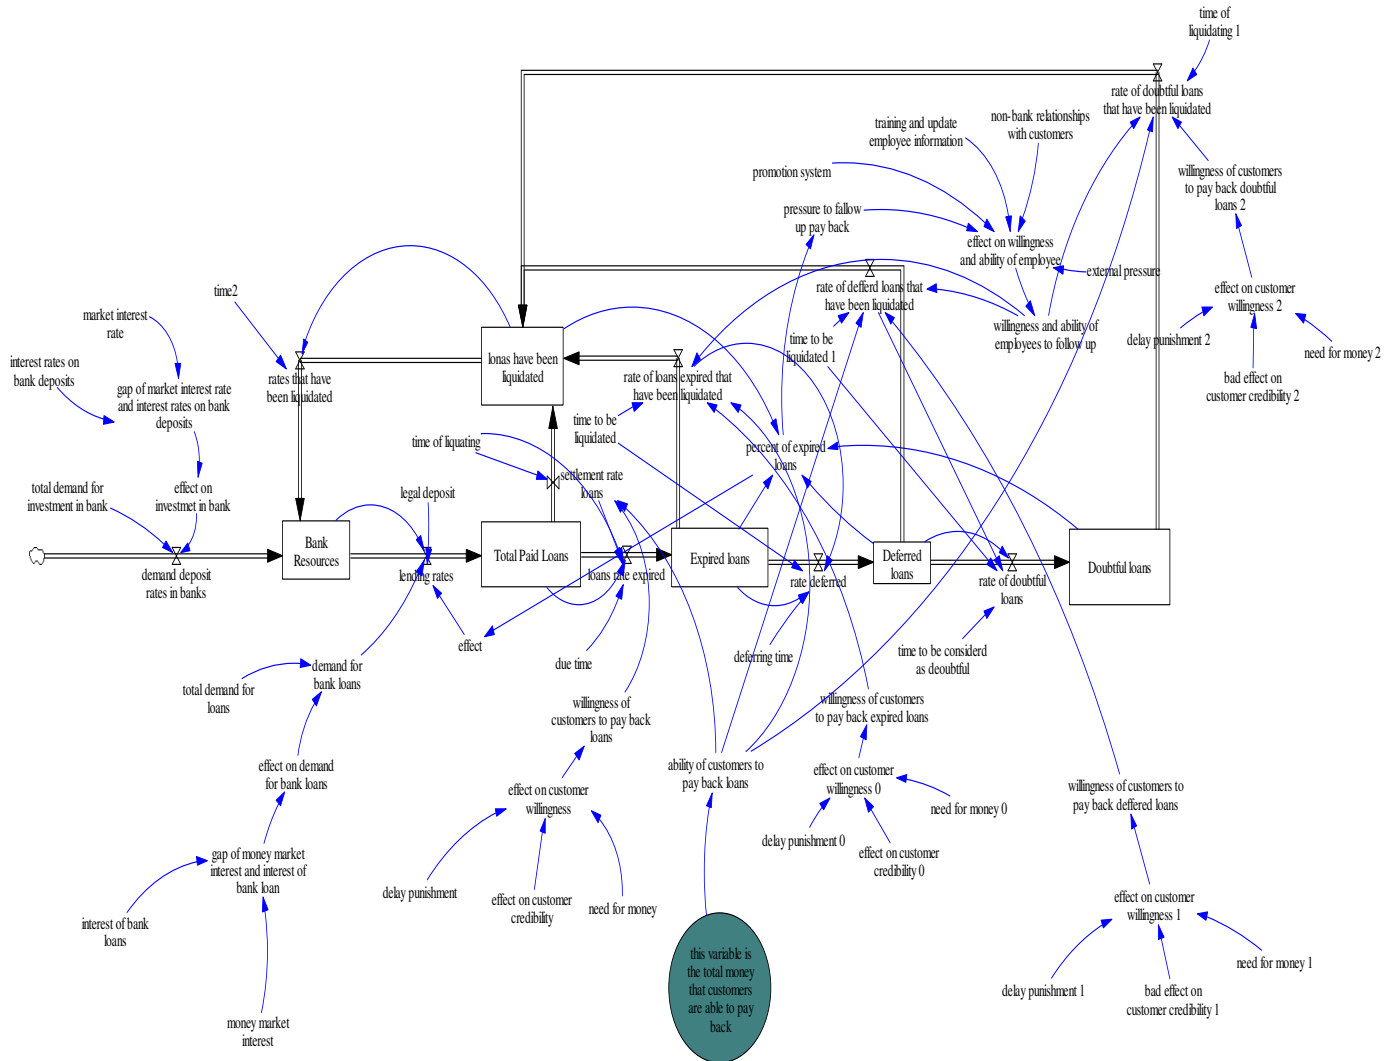 time of
liquidating 1
rate of doubtful loans
that have been liquidated
training and update
employee information
non-bank relationships
with customers
promotion system
willingness of customers
to pay back doubtful
loans 2
pressure to fallow
up pay back
effect on willingness
and ability of employee
external pressure
time2
rate of defferd loans that
have been liquidated
effect on customer
willingness 2
market interest
rate
willingness and ability of
employees to follow up
delay punishment 2
need for money 2
time to be
liquidated 1
lonas have been
liquidated
interest rates on
bank deposits
rates that have
been liquidated
rate of loans expired that
have been liquidated
bad effect on
customer credibility 2
gap of market interest rate
and interest rates on bank
deposits
time to be
liquidated
time of liquating
percent of expired
loans
settlement rate
loans
total demand for
investment in bank
effect on
investmet in bank
legal deposit
Bank
Resources
Total Paid Loans
Expired loans
Deferred
loans
Doubtful loans
demand deposit
rates in banks
lending rates
loans rate expired
rate deferred
rate of doubtful
loans
effect
due time
deferring time
time to be considerd
as deoubtful
demand for
bank loans
total demand for
loans
willingness of
customers to pay back
loans
willingness of customers
to pay back expired loans
effect on demand
for bank loans
ability of customers to
pay back loans
effect on customer
willingness
effect on customer
willingness 0
need for money 0
willingness of customers to
pay back deffered loans
delay punishment 0
effect on customer
credibility 0
gap of money market
interest and interest of
bank loan
delay punishment
effect on customer
credibility
need for money
interest of bank
loans
effect on customer
willingness 1
this variable is
the total money
that customers
are able to pay
back
need for money 1
delay punishment 1
bad effect on
customer credibility 1
money market
interest